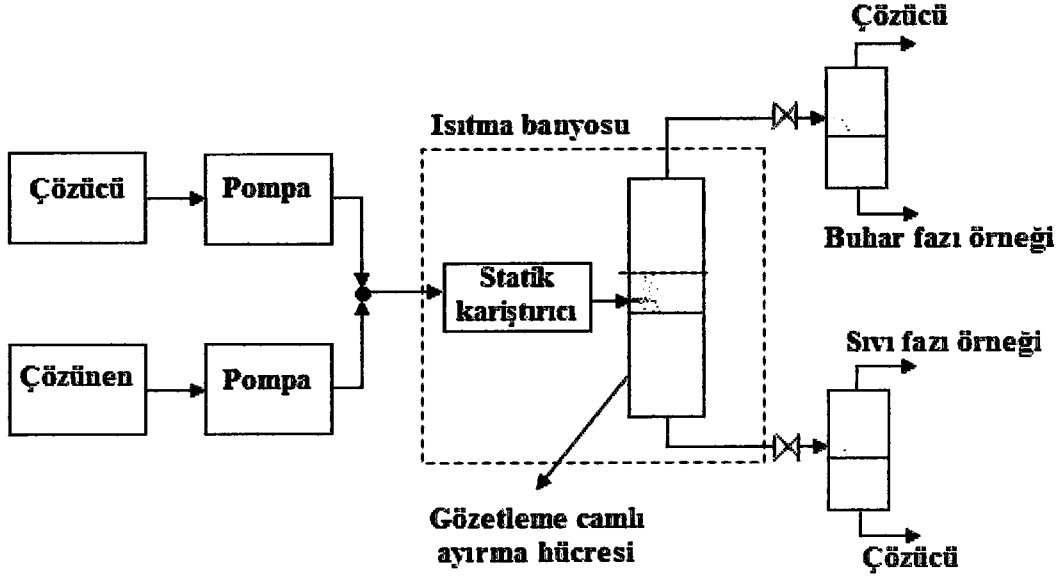 Çözücü
Isıtma banyosu
Çözücü
Pompa
Buhar fazı örneği
Statik
kariştırıcı
Sıvı fazı örneği
Çözünen
Pompa
Gözetleme camlı
ayırma hücresi
Çözücü